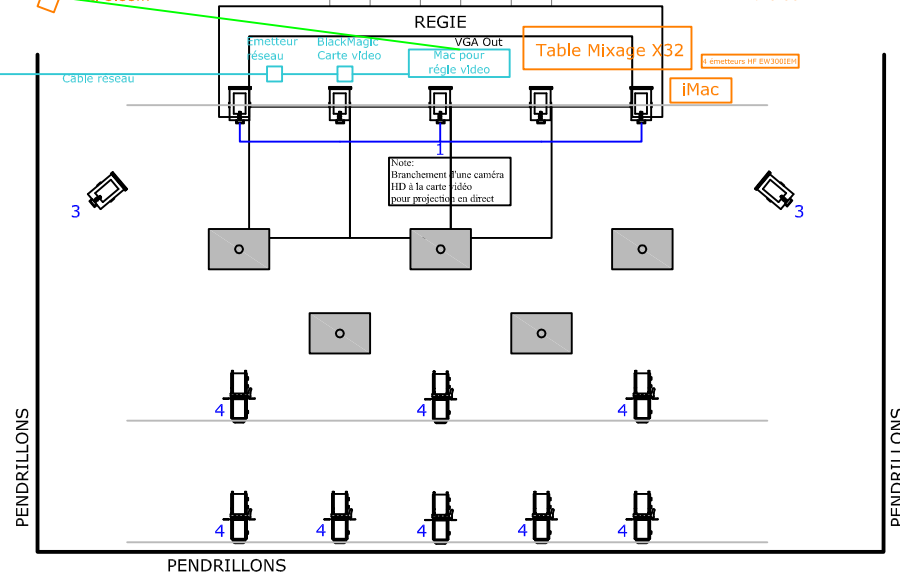 REGIE
VGA Out
Emetteur
réseau
BlackMagic
Carte vidéo
Mac pour
régie vidéo
Table Mixage X32
4 émetteurs HF EW300IEM
Cable réseau
iMac
1
Note:
Branchement d'une caméra
HD à la carte vidéo
pour projection en direct
3
3
4
4
4
PENDRILLONS
PENDRILLONS
4
4
4
4
4
PENDRILLONS